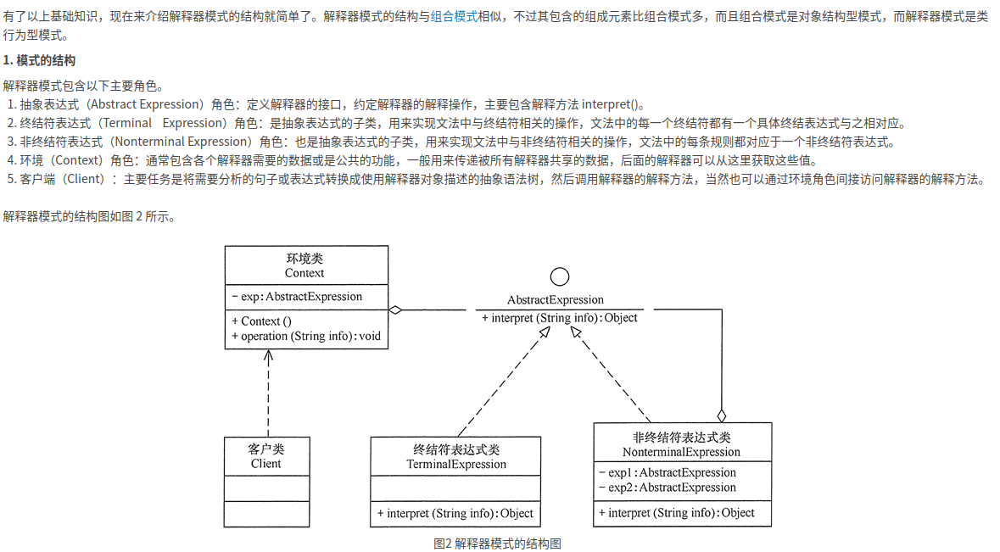 有了以上基础知识，现在来介绍解释器模式的结构就简单了。解释器模式的结构与组合模式相似，不过其包含的组成元素比组合模式多，而且组合模式是对象结构型模式，而解释器模式是类
行为型模式。
1. 模式的结构
解释器模式包含以下主要角色。
1. 抽象表达式（Abstract Expression）角色：定义解释器的接口，约定解释器的解释操作，主要包含解释方法 interpret()。
2. 终结符表达式（Terminal Expression）角色：是抽象表达式的子类，用来实现文法中与终结符相关的操作，文法中的每一个终结符都有一个具体终结表达式与之相对应。
3. 非终结符表达式（Nonterminal Expression）角色：也是抽象表达式的子类，用来实现文法中与非终结符相关的操作，文法中的每条规则都对应于一个非终结符表达式。
4. 环境（Context）角色：通常包含各个解释器需要的数据或是公共的功能，一般用来传递被所有解释器共享的数据，后面的解释器可以从这里获取这些值。
5. 客户端（Client）：主要任务是将需要分析的句子或表达式转换成使用解释器对象描述的抽象语法树，然后调用解释器的解释方法，当然也可以通过环境角色间接访问解释器的解释方法。
解释器模式的结构图如图 2 所示。
环境类
Context
- exp:AbstractExpression
+ Context ()
+ operation (String info):void
AbstractExpression
+ interpret (String info):Object
客户类
Client
终结符表达式类
TerminalExpression
+ interpret (String info):Object
非终结符表达式类
NonterminalExpression
- exp1:AbstractExpression
- exp2:AbstractExpression
+ interpret (String info):Object
图2 解释器模式的结构图